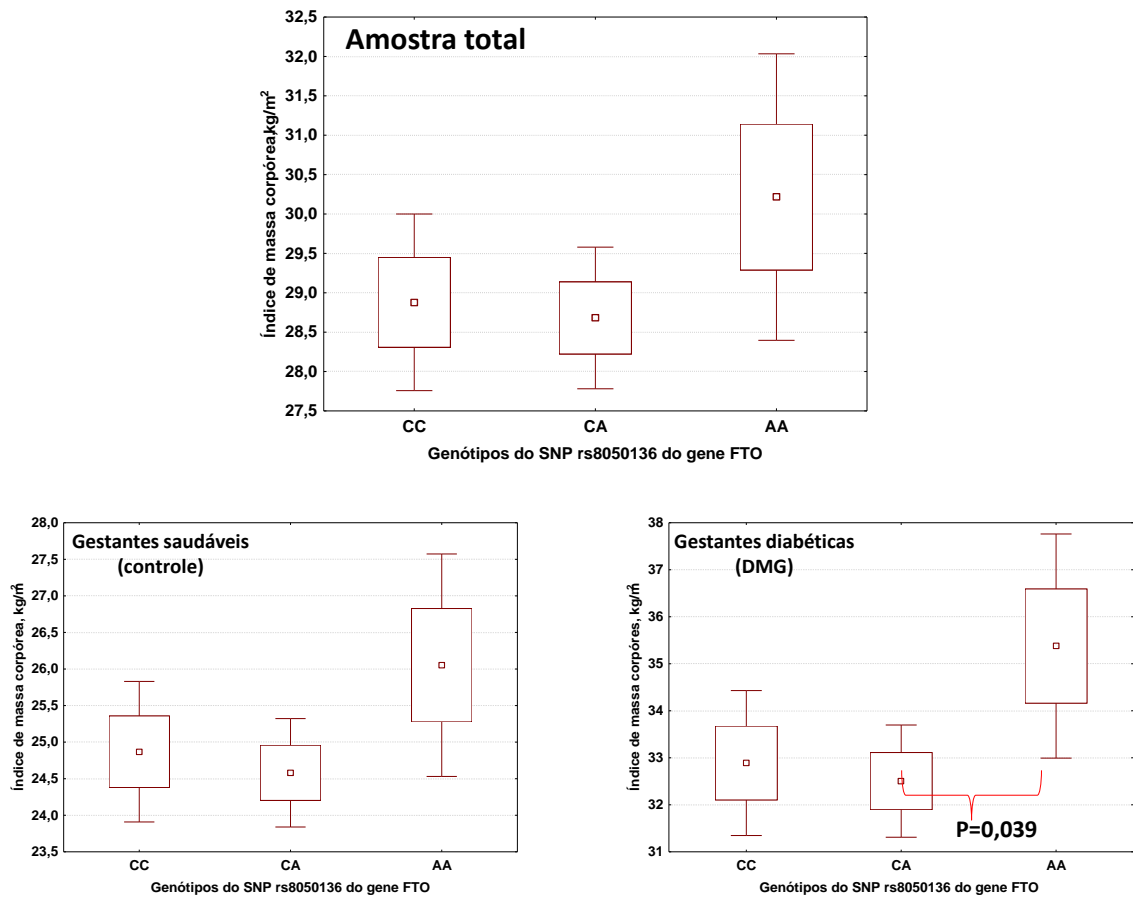 Amostra total
Índice de massa corpórea,kg/m²
32,5
32,0
31,5
31,0
30,5
30,0
29,5
29,0
28,5
28,0
27,5
CC CA AA
Genótipos do SNP rs8050136 do gene FTO
Gestantes saudáveis
(controle)
Índice de massa corpórea, kg/m²
28,0
27,5
27,0
26,5
26,0
25,5
25,0
24,5
24,0
23,5
CC CA AA
Genótipos do SNP rs8050136 do gene FTO
Gestantes diabéticas
(DMG)
Índice de massa corpóres, kg/m²
38
37
36
35
34
33
32
31
P=0,039
CC CA AA
Genótipos do SNP rs8050136 do gene FTO